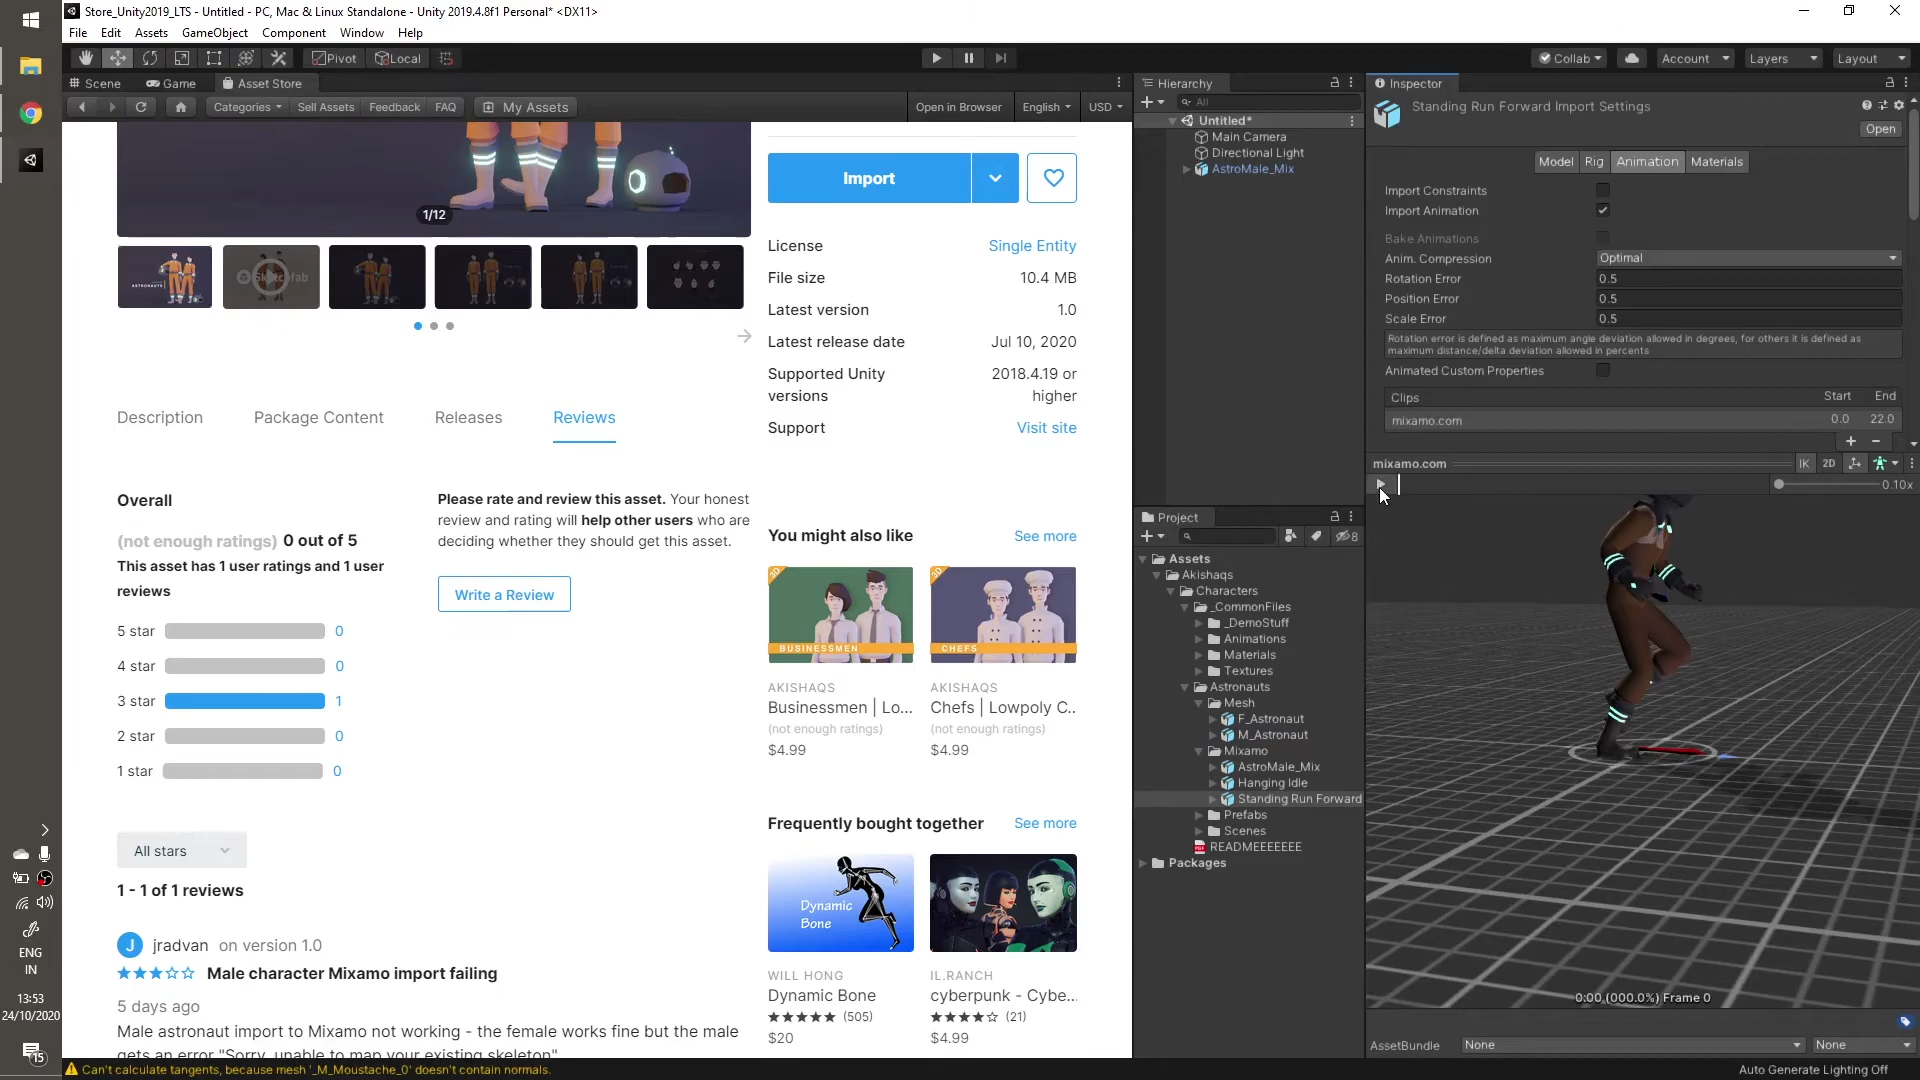 Store_Unity2019_LTS - Untitled - PC, Mac & Linux Standalone - Unity 2019.4.8f1 Personal* <DX11>
File Edit Assets GameObject Component Window Help
Pivot Local
Collab Account Layers Layout
Scene Game Asset Store
Categories Sell Assets Feedback FAQ My Assets Open in Browser English USD
1/12
Import
License Single Entity
File size 10.4 MB
Latest version 1.0
Latest release date Jul 10, 2020
Supported Unity versions 2018.4.19 or higher
Support Visit site
Description Package Content Releases Reviews
Overall
(not enough ratings) 0 out of 5
This asset has 1 user ratings and 1 user
reviews
5 star 0
4 star 0
3 star 1
2 star 0
1 star 0
Please rate and review this asset. Your honest
review and rating will help other users who are
deciding whether they should get this asset.
Write a Review
All stars
1 - 1 of 1 reviews
J jradvan on version 1.0
Male character Mixamo import failing
5 days ago
Male astronaut import to Mixamo not working - the female works fine but the male
gets an error "Sorry, unable to map your existing skeleton"
You might also like See more
BUSINESSMEN
CHEFS
AKISHAQS
Businessmen | Lo...
(not enough ratings)
$4.99
AKISHAQS
Chefs | Lowpoly C..
(not enough ratings)
$4.99
Frequently bought together See more
Dynamic
Bone
WILL HONG
Dynamic Bone
(505)
$20
IL.RANCH
cyberpunk - Cybe...
(21)
$4.99
Hierarchy
All
Untitled*
Main Camera
Directional Light
AstroMale_Mix
Project
8
Assets
Akishaqs
Characters
_CommonFiles
_DemoStuff
Animations
Materials
Textures
Astronauts
Mesh
F_Astronaut
M_Astronaut
Mixamo
AstroMale_Mix
Hanging Idle
Standing Run Forward
Prefabs
Scenes
READMEEEEEEE
Packages
Inspector
Standing Run Forward Import Settings
Open
Model Rig Animation Materials
Import Constraints
Import Animation
Bake Animations
Anim. Compression Optimal
Rotation Error 0.5
Position Error 0.5
Scale Error 0.5
Rotation error is defined as maximum angle deviation allowed in degrees, for others it is defined as
maximum distance/delta deviation allowed in percents
Animated Custom Properties
Clips Start End
mixamo.com 0.0 22.0
mixamo.com IK 2D
0.10x
0:00 (000.0%) Frame 0
AssetBundle None None
ENG
IN
13:53
24/10/2020
15
Can't calculate tangents, because mesh '_M_Moustache_0' doesn't contain normals.
Auto Generate Lighting Off